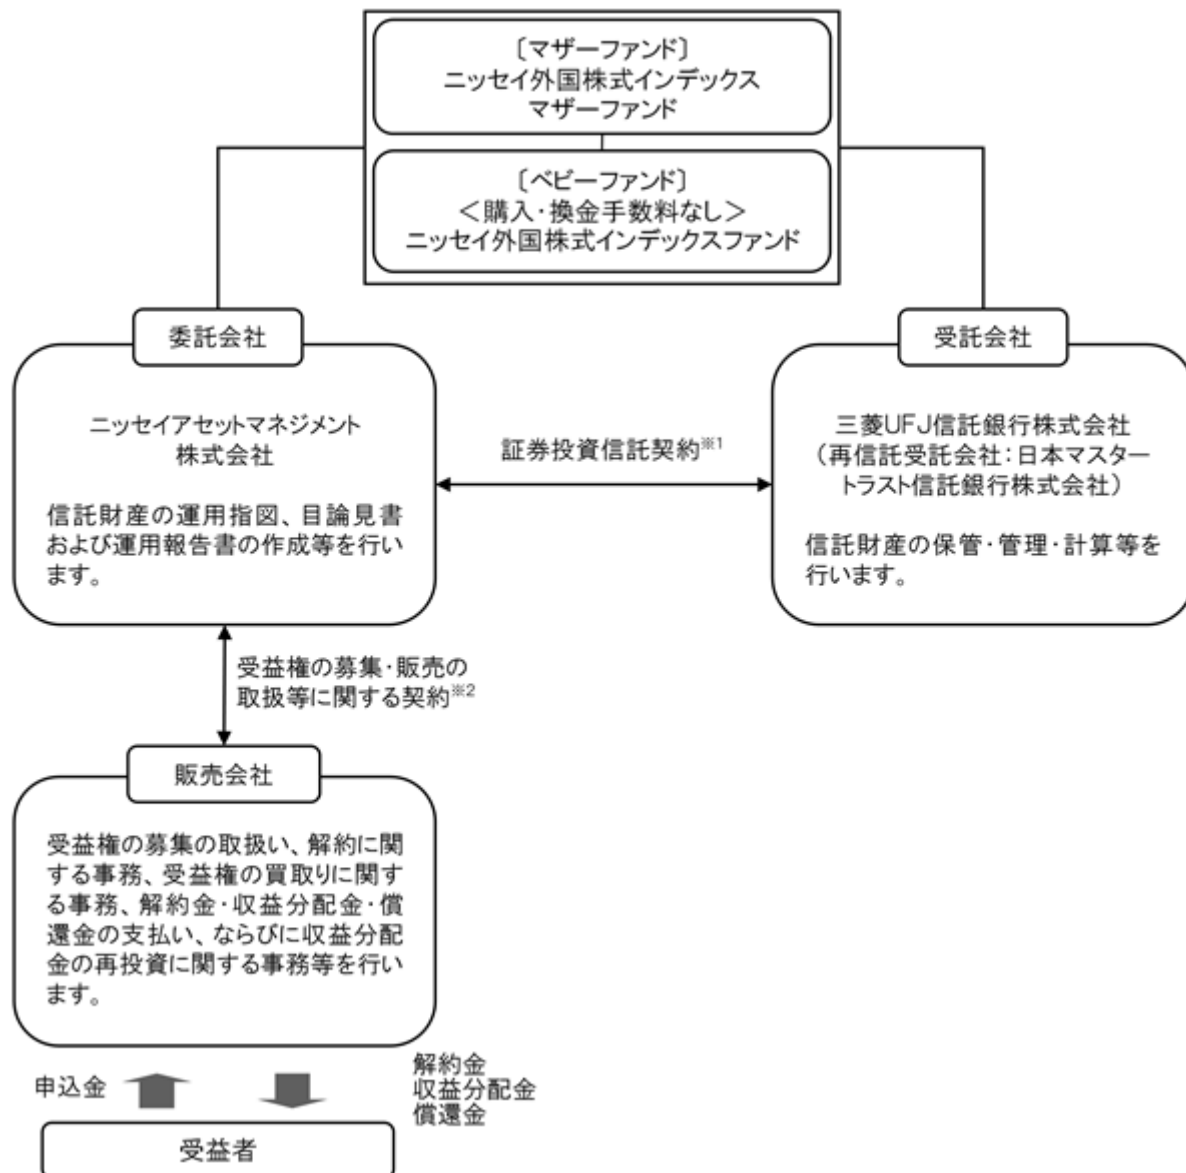 〔マザーファンド〕
ニッセイ外国株式インデックス
マザーファンド
〔ベビーファンド〕
＜購入・換金手数料なし＞
ニッセイ外国株式インデックスファンド
委託会社
ニッセイアセットマネジメント
株式会社
信託財産の運用指図、目論見書
および運用報告書の作成等を行い
ます。
証券投資信託契約※1
受託会社
三菱UFJ信託銀行株式会社
（再信託受託会社：日本マスター
トラスト信託銀行株式会社）
信託財産の保管・管理・計算等を
行います。
受益権の募集・販売の
取扱等に関する契約※2
販売会社
受益権の募集の取扱い、解約に関
する事務、受益権の買取りに関す
る事務、解約金・収益分配金・償
還金の支払い、ならびに収益分配
金の再投資に関する事務等を行い
ます。
申込金
解約金
収益分配金
償還金
受益者